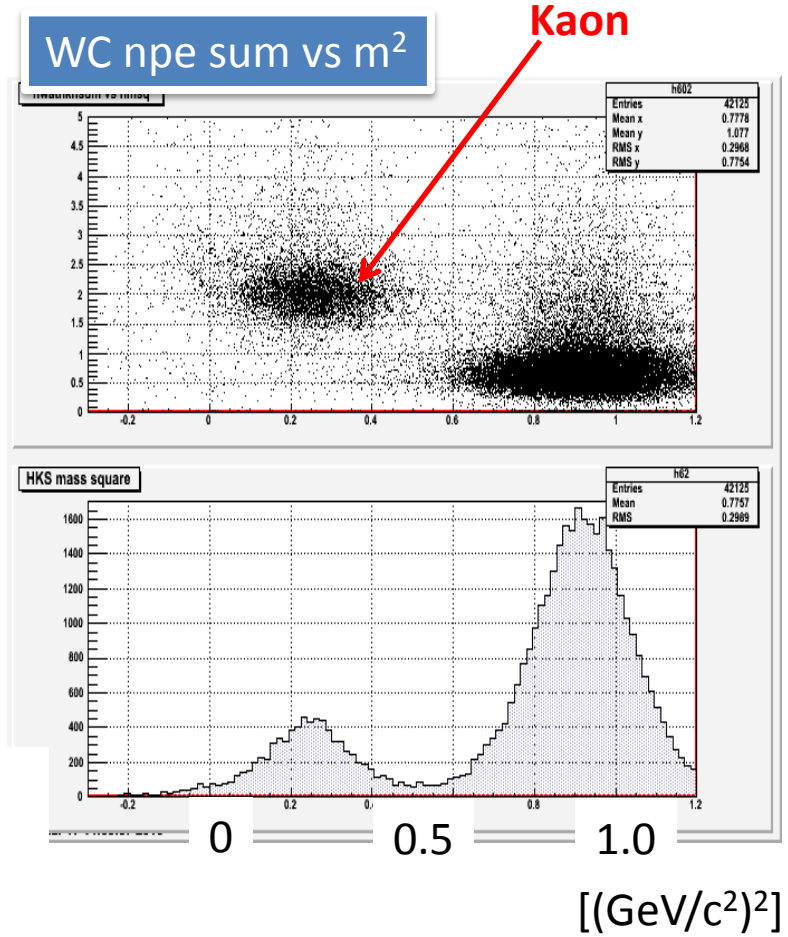 Kaon
WC npe sum vs m²
h602
Entries 42125
Mean x 0.7778
Mean y 1.077
RMS x 0.2968
RMS y 0.7754
5
4.5
4
3.5
3
2.5
2
1.5
1
0.5
0
-0.2 0 0.2 0.4 0.6 0.8 1 1.2
HKS mass square
h62
Entries 42125
Mean 0.7757
RMS 0.2989
1600
1400
1200
1000
800
600
400
200
0
-0.2 0.2 0.8 1.2
0 0.5 1.0
[(GeV/c²)²]